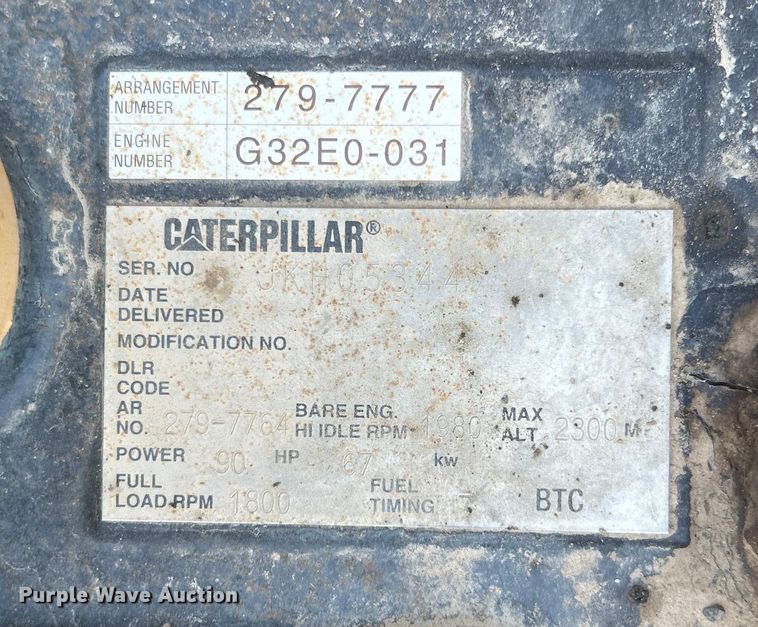 ARRANGEMENT NUMBER 279-7777
ENGINE NUMBER G32E0-031
CATERPILLAR®
SER. NO JKH05344
DATE
DELIVERED
MODIFICATION NO.
DLR
CODE
AR NO. 279-7764 BARE ENG. HI IDLE RPM 1980 MAX ALT 2300 M
POWER 90 HP 67 kw
FULL LOAD RPM 1800 FUEL TIMING BTC
Purple Wave Auction